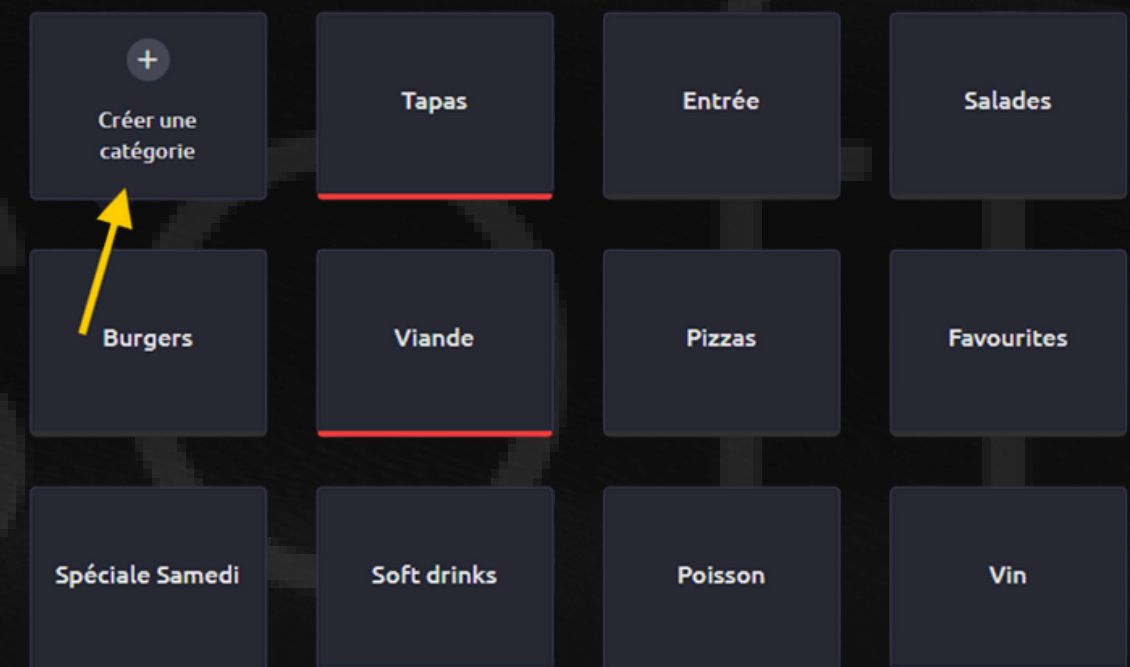 +
Créer une
catégorie
Tapas
Entrée
Salades
Burgers
Viande
Pizzas
Favourites
Spéciale Samedi
Soft drinks
Poisson
Vin